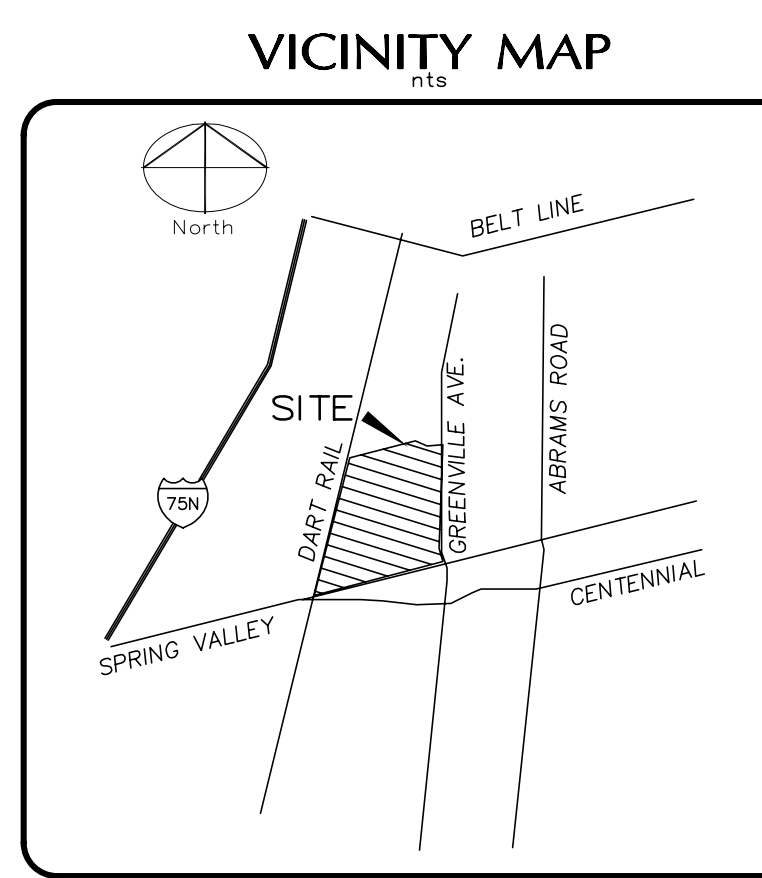 VICINITY MAP
nts
North
BELT LINE
SITE
DART RAIL
GREENVILLE AVE.
ABRAMS ROAD
75N
CENTENNIAL
SPRING VALLEY